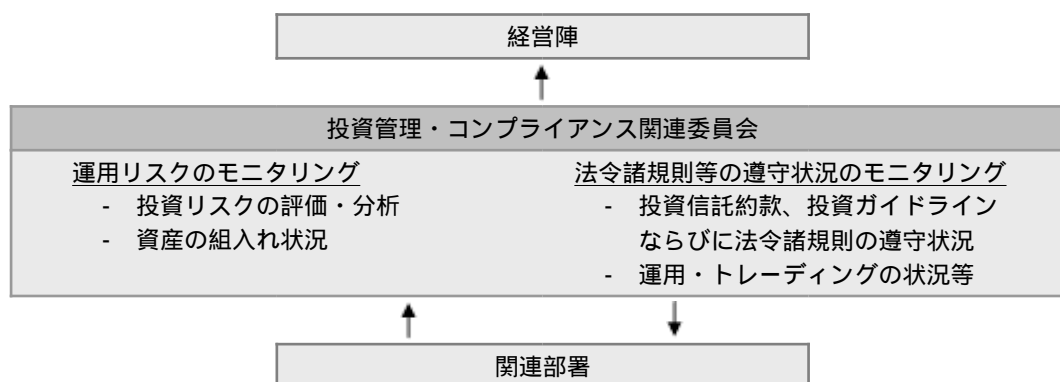 経営陣
投資管理・コンプライアンス関連委員会
運用リスクのモニタリング
- 投資リスクの評価・分析
- 資産の組入れ状況
法令諸規則等の遵守状況のモニタリング
- 投資信託約款、投資ガイドライン
ならびに法令諸規則の遵守状況
- 運用・トレーディングの状況等
関連部署